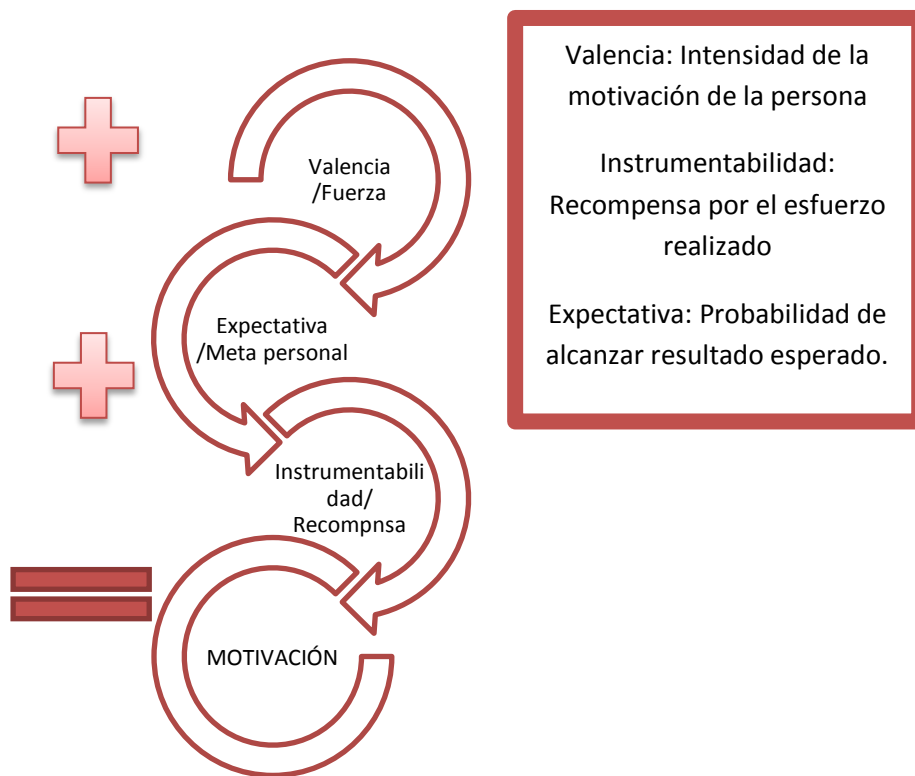 Valencia
/Fuerza
Expectativa
/Meta personal
Instrumentabili
dad/
Recompnsa
MOTIVACIÓN
Valencia: Intensidad de la
motivación de la persona
Instrumentabilidad:
Recompensa por el esfuerzo
realizado
Expectativa: Probabilidad de
alcanzar resultado esperado.